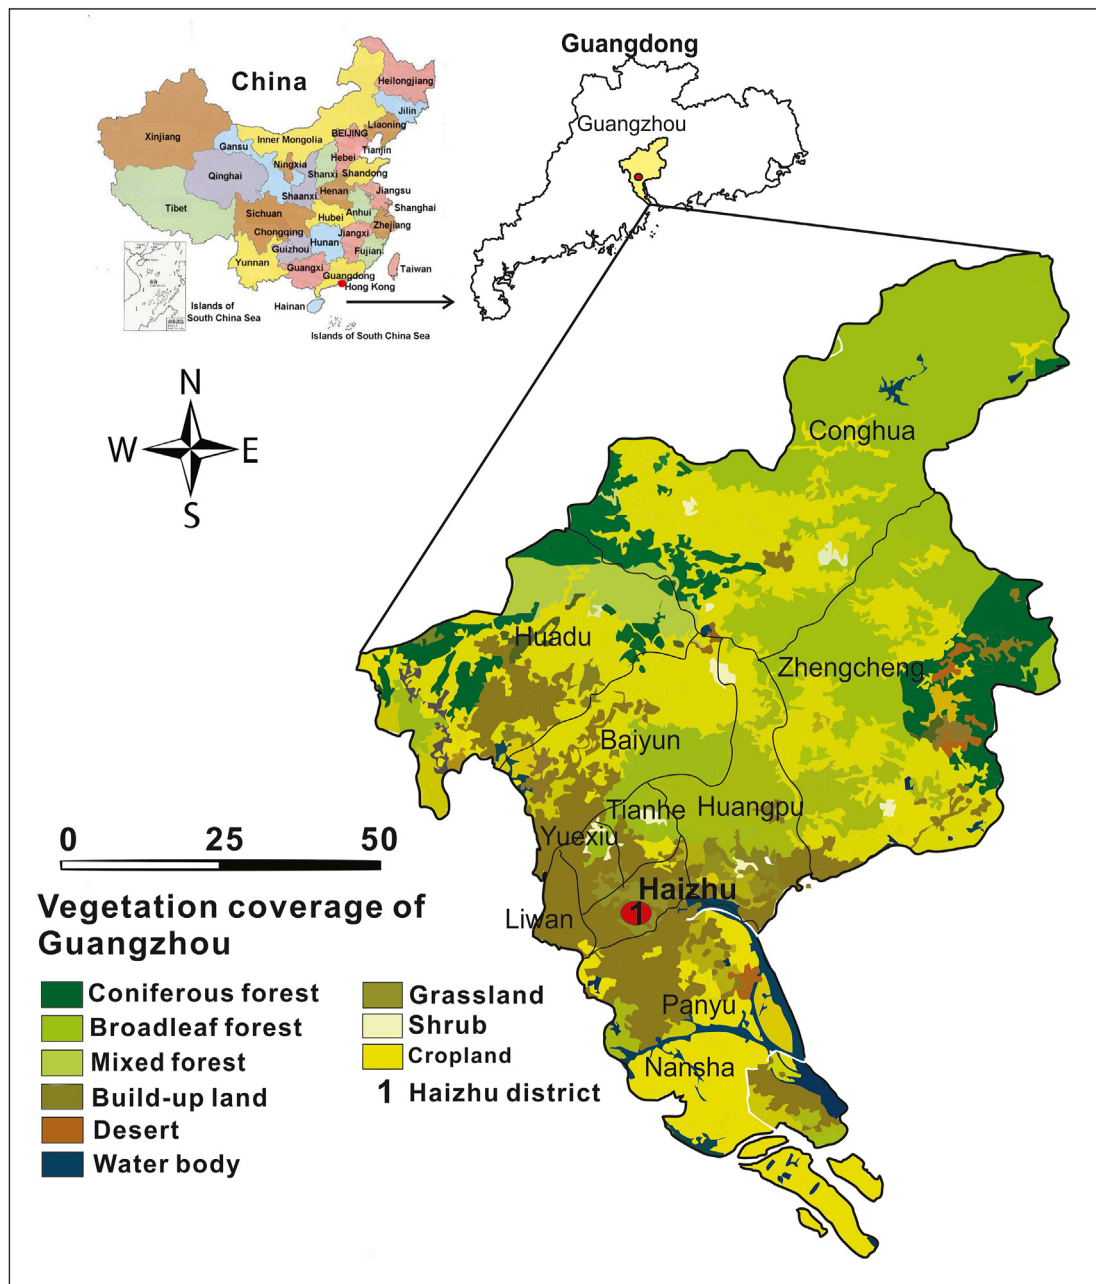 China
Heilongjiang
Jilin
Liaoning
Xinjiang
Gansu
Inner Mongolia
BEIJING
Tianjin
Hebei
Ningxia
Shanxi
Shandong
Qinghai
Shaanxi
Henan
Jiangsu
Tibet
Sichuan
Hubei
Anhui
Shanghai
Chongqing
Hunan
Jiangxi
Zhejiang
Guizhou
Fujian
Yunnan
Guangxi
Guangdong
Taiwan
Hong Kong
Hainan
Islands of
South China Sea
Islands of South China Sea
Guangdong
Guangzhou
N
W
E
S
Conghua
Huadu
Zhengcheng
Baiyun
Tianhe
Huangpu
Yuexiu
Haizhu
1
Liwan
Panyu
Nansha
0 25 50
Vegetation coverage of
Guangzhou
Coniferous forest
Broadleaf forest
Mixed forest
Build-up land
Desert
Water body
Grassland
Shrub
Cropland
1 Haizhu district